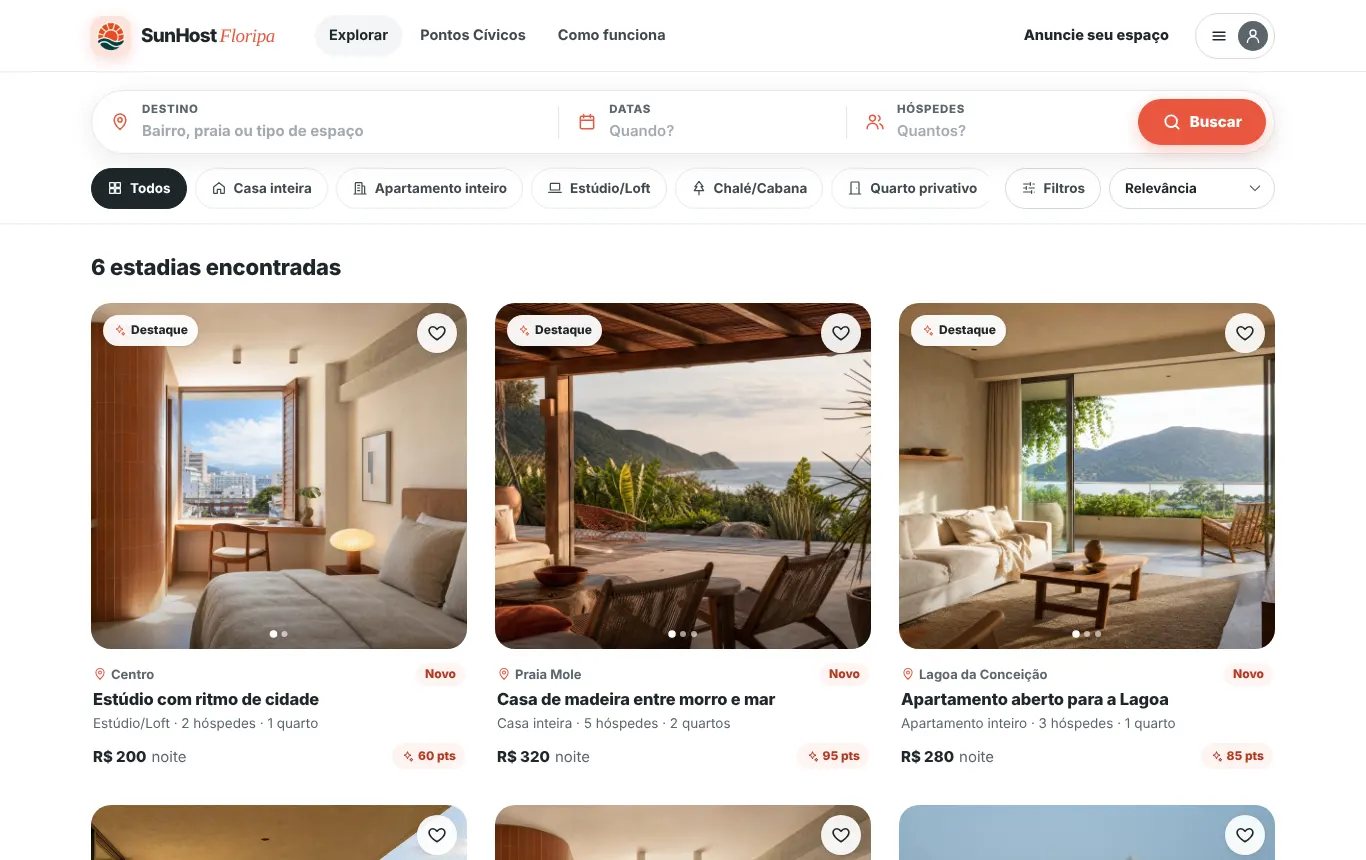 SunHost Floripa
Explorar
Pontos Cívicos
Como funciona
Anuncie seu espaço
DESTINO
Bairro, praia ou tipo de espaço
DATAS
Quando?
HÓSPEDES
Quantos?
Buscar
Todos
Casa inteira
Apartamento inteiro
Estúdio/Loft
Chalé/Cabana
Quarto privativo
Filtros
Relevância
6 estadias encontradas
Destaque
Destaque
Destaque
Centro
Novo
Estúdio com ritmo de cidade
Estúdio/Loft · 2 hóspedes · 1 quarto
R$ 200 noite
60 pts
Praia Mole
Novo
Casa de madeira entre morro e mar
Casa inteira · 5 hóspedes · 2 quartos
R$ 320 noite
95 pts
Lagoa da Conceição
Novo
Apartamento aberto para a Lagoa
Apartamento inteiro · 3 hóspedes · 1 quarto
R$ 280 noite
85 pts